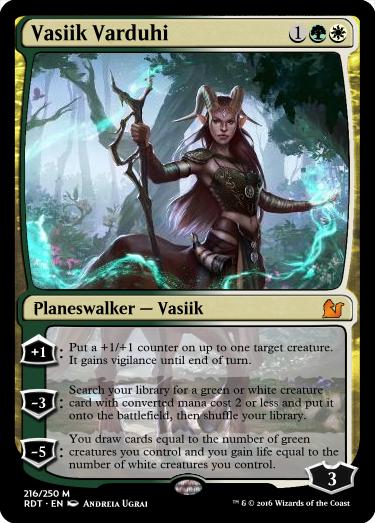 Vasiik Varduhi 1
Planeswalker — Vasiik
+1: Put a +1/+1 counter on up to one target creature.
It gains vigilance until end of turn.
-3: Search your library for a green or white creature
card with converted mana cost 2 or less and put it
onto the battlefield, then shuffle your library.
-5: You draw cards equal to the number of green
creatures you control and you gain life equal to the
number of white creatures you control.
3
216/250 M
RDT • EN Andreia Ugrai
™ & © 2016 Wizards of the Coast